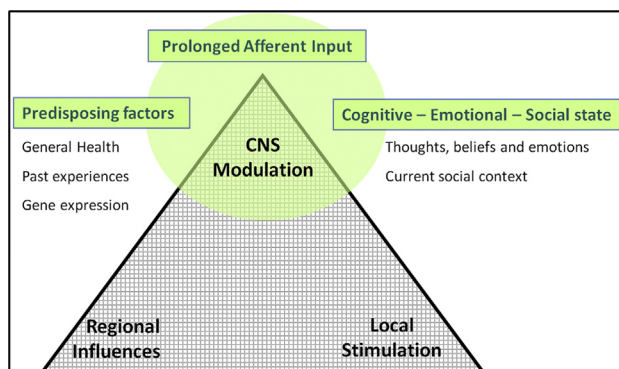 Prolonged Afferent Input
Predisposing factors
General Health
Past experiences
Gene expression
Cognitive – Emotional – Social state
Thoughts, beliefs and emotions
Current social context
CNS
Modulation
Regional
Influences
Local
Stimulation